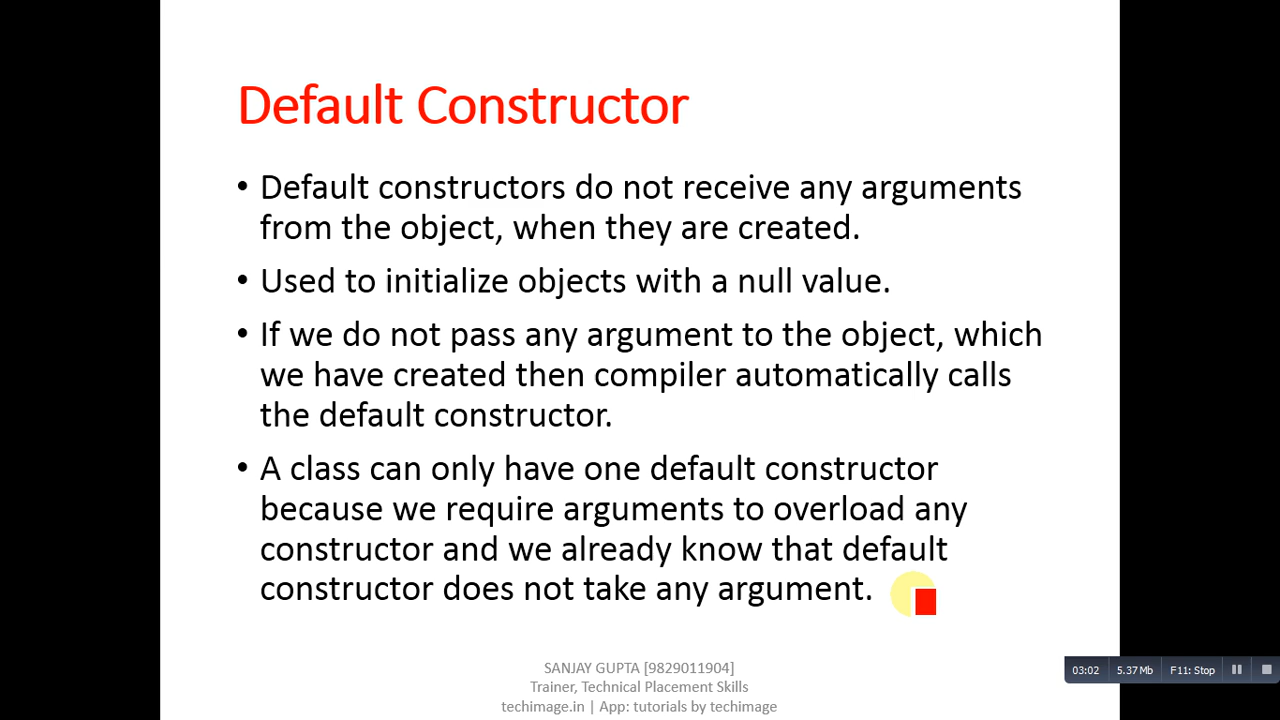 Default Constructor
• Default constructors do not receive any arguments
from the object, when they are created.
• Used to initialize objects with a null value.
• If we do not pass any argument to the object, which
we have created then compiler automatically calls
the default constructor.
• A class can only have one default constructor
because we require arguments to overload any
constructor and we already know that default
constructor does not take any argument.
SANJAY GUPTA [9829011904]
Trainer, Technical Placement Skills
techimage.in | App: tutorials by techimage
03:02 5.37 Mb F11: Stop